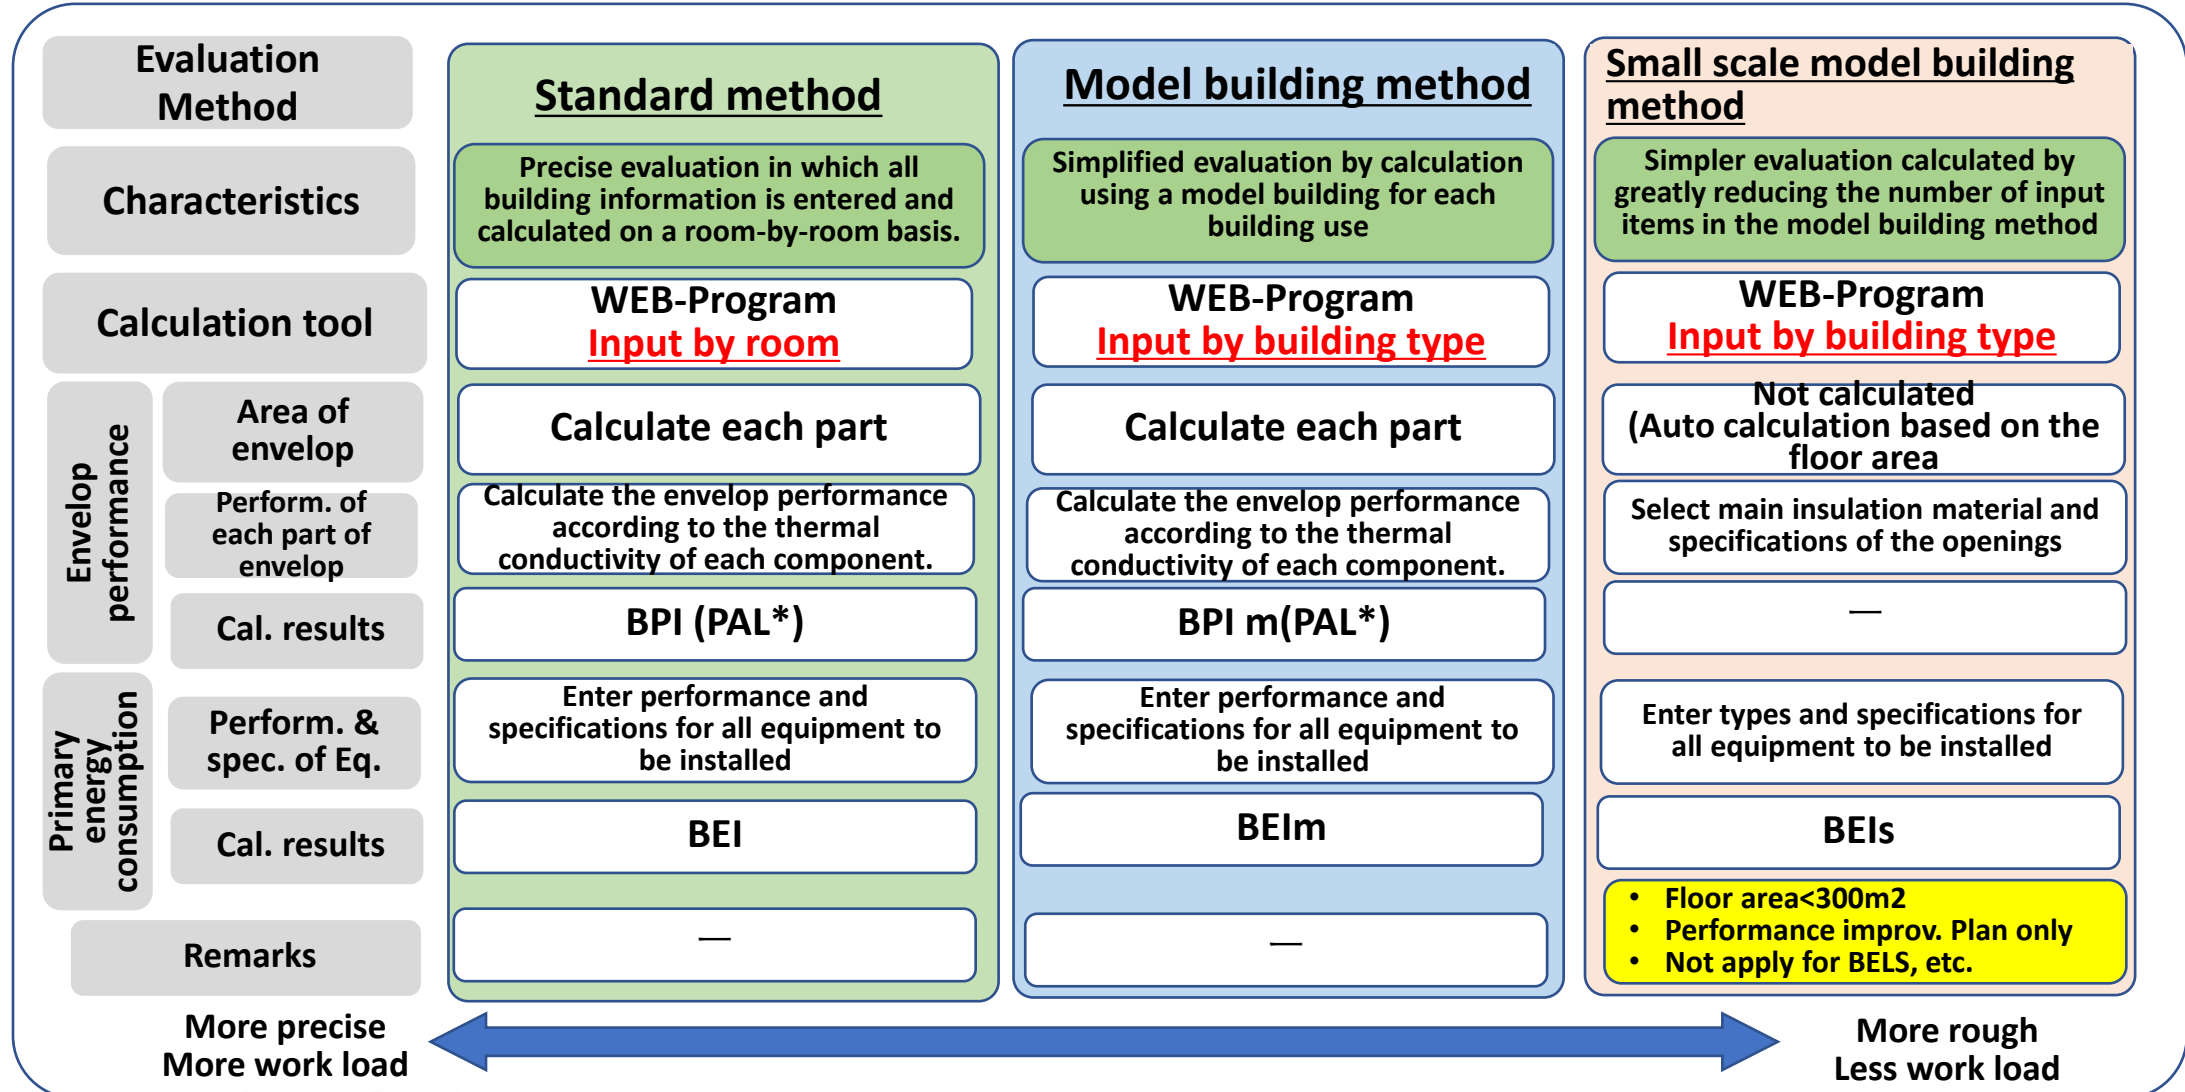 Evaluation
Method
Standard method
Model building method
Small scale model building
method
Characteristics
Precise evaluation in which all
building information is entered and
calculated on a room-by-room basis.
Simplified evaluation by calculation
using a model building for each
building use
Simpler evaluation calculated by
greatly reducing the number of input
items in the model building method
Calculation tool
WEB-Program
Input by room
WEB-Program
Input by building type
WEB-Program
Input by building type
Envelop
performance
Area of
envelop
Calculate each part
Calculate each part
Not calculated
(Auto calculation based on the
floor area
Perform. of
each part of
envelop
Calculate the envelop performance
according to the thermal
conductivity of each component.
Calculate the envelop performance
according to the thermal
conductivity of each component.
Select main insulation material and
specifications of the openings
Cal. results
BPI (PAL*)
BPI m(PAL*)
—
Primary
energy
consumption
Perform. &
spec. of Eq.
Enter performance and
specifications for all equipment to
be installed
Enter performance and
specifications for all equipment to
be installed
Enter types and specifications for
all equipment to be installed
Cal. results
BEI
BEIm
BEIs
Remarks
—
—
• Floor area<300m2
• Performance improv. Plan only
• Not apply for BELS, etc.
More precise
More work load
More rough
Less work load